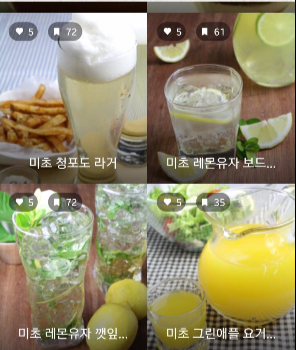 5 72
미초 청포도 라거
5 61
미초 레몬유자 보드...
5 72
미초 레몬유자 깻잎...
5 35
미초 그린애플 요거...